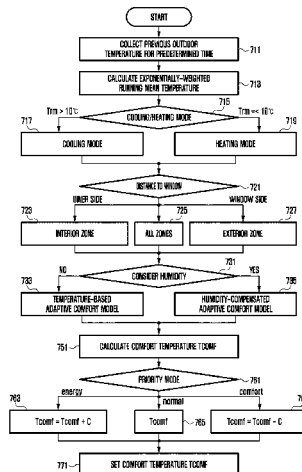 START
COLLECT PREVIOUS OUTDOOR
TEMPERATURE FOR PREDETERMINED TIME
711
CALCULATE EXPONENTIALLY-WEIGHTED
RUNNING MEAN TEMPERATURE
713
Trm > 10℃
715
COOLING/HEATING MODE
717
719
COOLING MODE
HEATING MODE
DISTANCE TO WINDOW
721
INNER SIDE
WINDOW SIDE
723
725
727
INTERIOR ZONE
ALL ZONES
EXTERIOR ZONE
CONSIDER HUMIDITY
731
NO
YES
733
735
TEMPERATURE-BASED
ADAPTIVE COMFORT MODEL
HUMIDITY-COMPENSATED
ADAPTIVE COMFORT MODEL
751
CALCULATE COMFORT TEMPERATURE TCOMF
PRIORITY MODE
761
energy
normal
comfort
763
Tcomf = Tcomf + C
Tcomf
765
Tcomf = Tcomf - C
771
SET COMFORT TEMPERATURE TCOMF